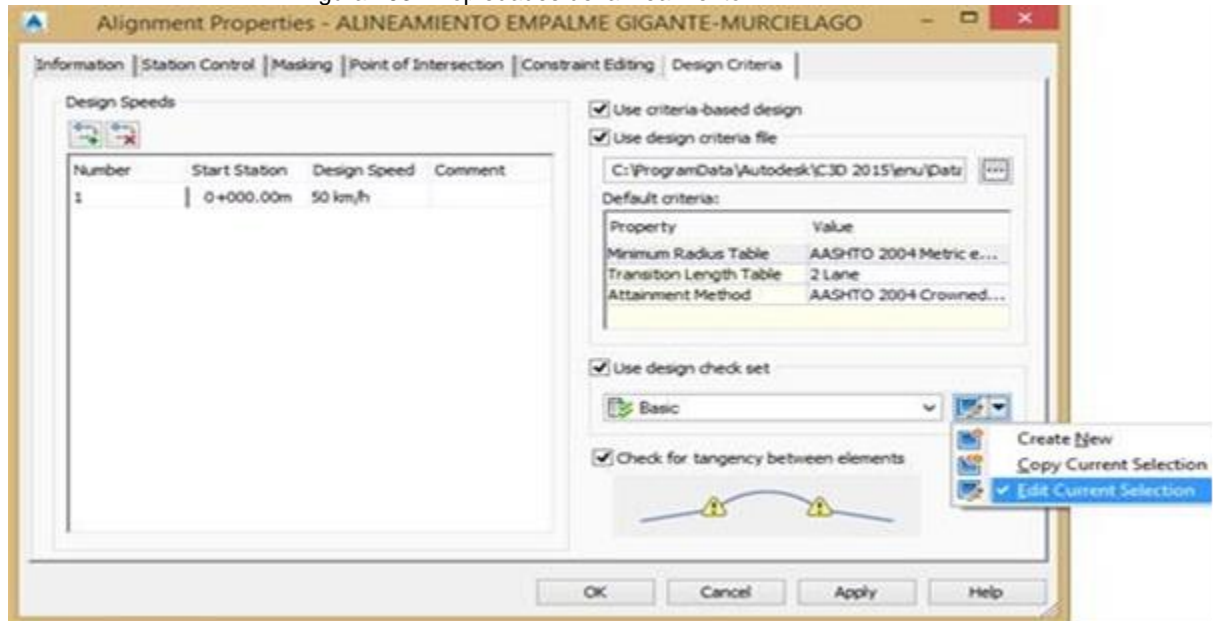 Alignment Properties - ALINEAMIENTO EMPALME GIGANTE-MURCIELAGO
Information
Station Control
Masking
Point of Intersection
Constraint Editing
Design Criteria
Design Speeds
Number Start Station Design Speed Comment
1 0+000.00m 50 km/h
Use criteria-based design
Use design criteria file
C:\ProgramData\Autodesk\C3D 2015\enu\Data
Default criteria:
Property Value
Minimum Radius Table AASHTO 2004 Metric e...
Transition Length Table 2 Lane
Attainment Method AASHTO 2004 Crowned...
Use design check set
Basic
Create New
Copy Current Selection
Edit Current Selection
Check for tangency between elements
OK Cancel Apply Help